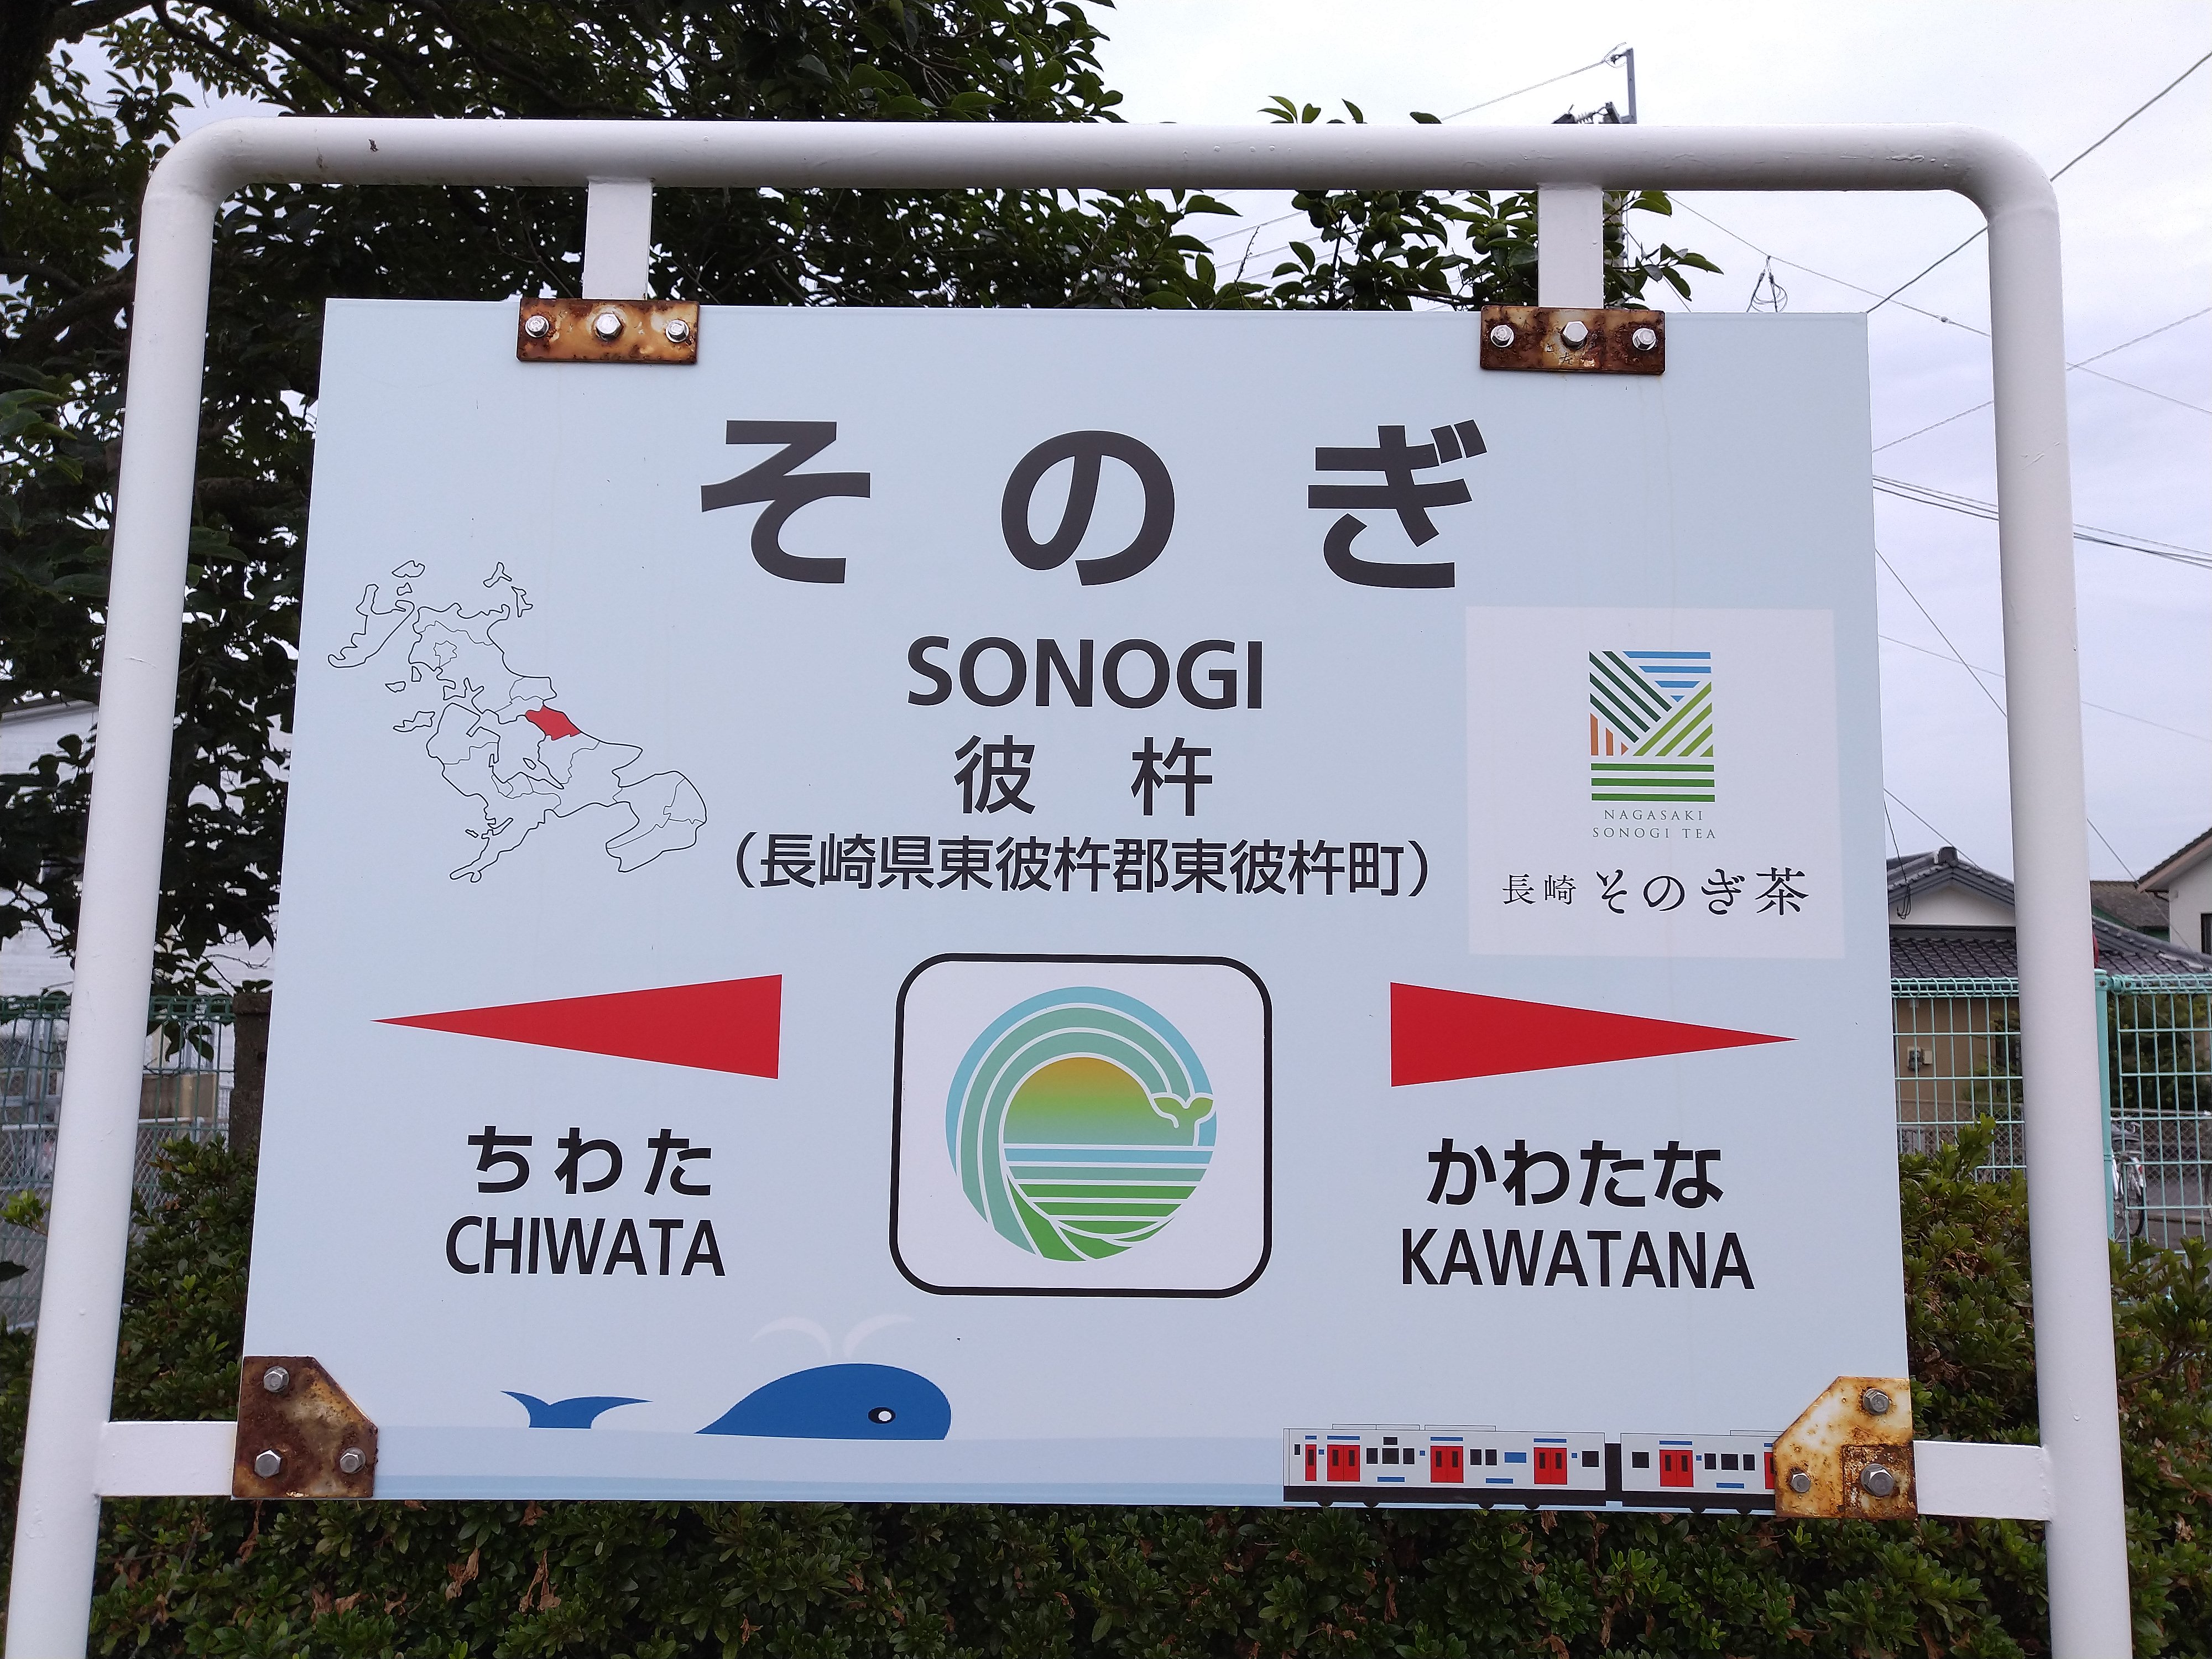 そのぎ
SONOGI
彼杵
(長崎県東彼杵郡東彼杵町)
NAGASAKI
SONOGI TEA
長崎 そのぎ茶
ちわた
CHIWATA
かわたな
KAWATANA